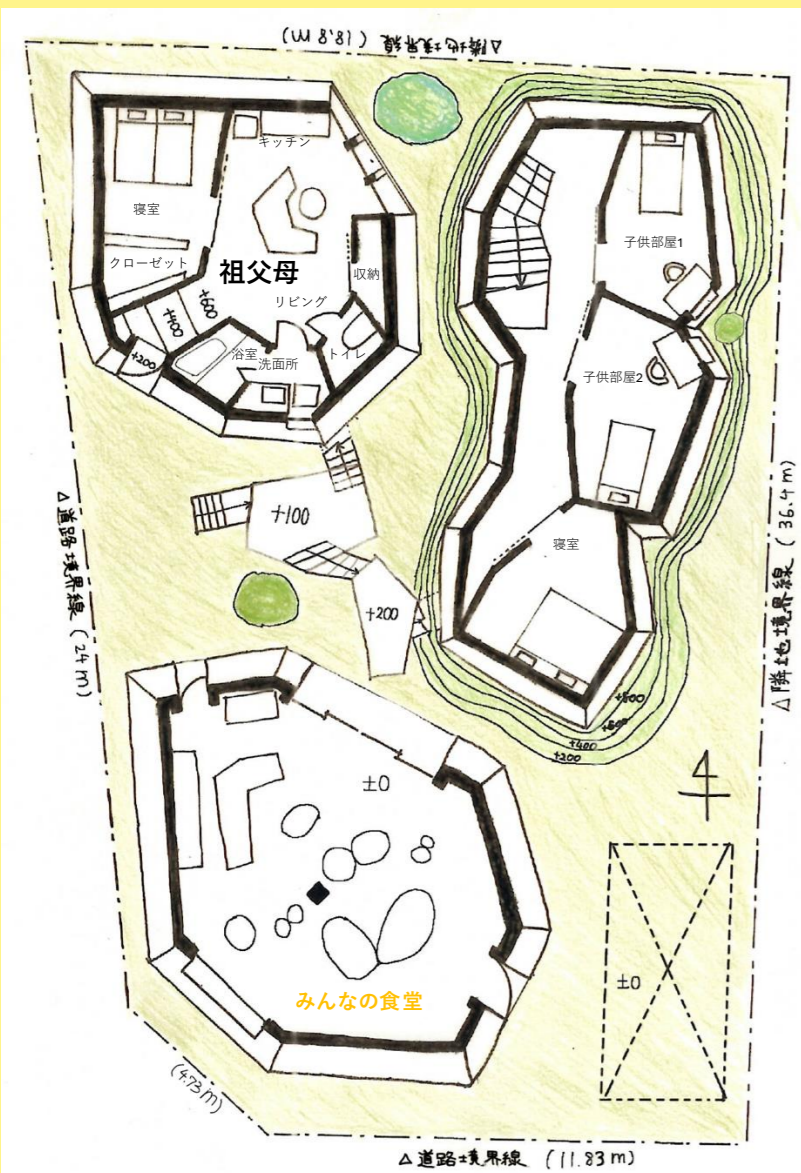 △隣地境界線 (18.8m)
キッチン
寝室
クローゼット
祖父母
収納
リビング
+600
+400
+200
浴室
洗面所
トイレ
子供部屋1
子供部屋2
寝室
+100
+200
△道路境界線 (24m)
△隣地境界線 (36.4m)
+400
+200
±0
±0
みんなの食堂
(4.73m)
△道路境界線 (11.83m)